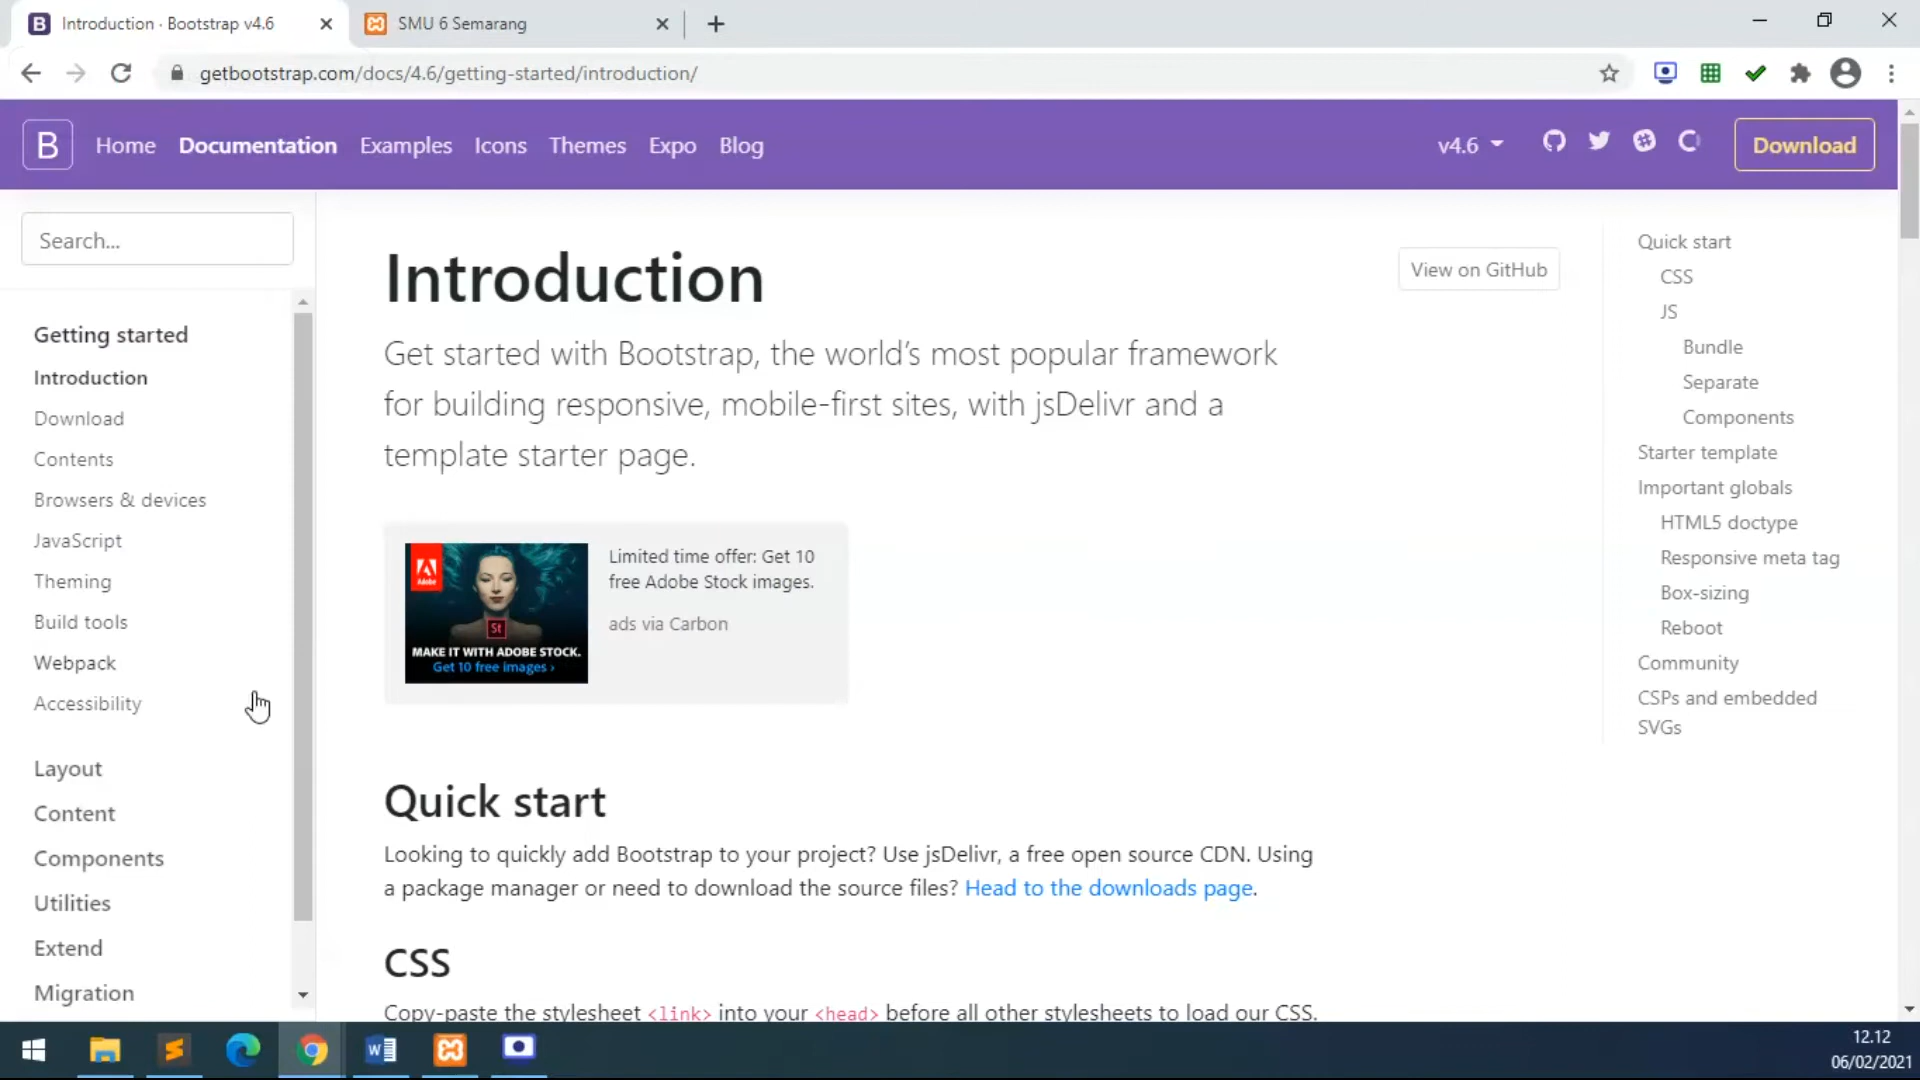 Introduction · Bootstrap v4.6
SMU 6 Semarang
getbootstrap.com/docs/4.6/getting-started/introduction/
B Home Documentation Examples Icons Themes Expo Blog v4.6 Download
Search...
Getting started
Introduction
Download
Contents
Browsers & devices
JavaScript
Theming
Build tools
Webpack
Accessibility
Layout
Content
Components
Utilities
Extend
Migration
Introduction
View on GitHub
Get started with Bootstrap, the world’s most popular framework
for building responsive, mobile-first sites, with jsDelivr and a
template starter page.
Adobe
St
MAKE IT WITH ADOBE STOCK.
Get 10 free images ›
Limited time offer: Get 10
free Adobe Stock images.
ads via Carbon
Quick start
Looking to quickly add Bootstrap to your project? Use jsDelivr, a free open source CDN. Using
a package manager or need to download the source files? Head to the downloads page.
CSS
Copy-paste the stylesheet <link> into your <head> before all other stylesheets to load our CSS.
Quick start
CSS
JS
Bundle
Separate
Components
Starter template
Important globals
HTML5 doctype
Responsive meta tag
Box-sizing
Reboot
Community
CSPs and embedded
SVGs
12.12
06/02/2021